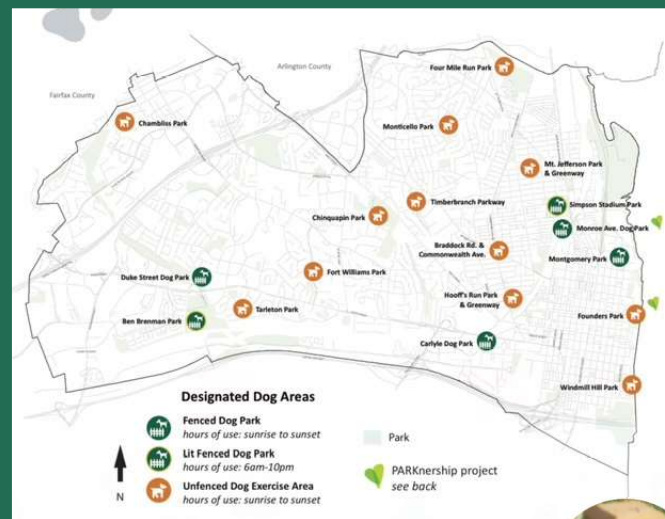 Arlington County
Fairfax County
Four Mile Run Park
Chambliss Park
Monticello Park
Mt. Jefferson Park
& Greenway
Timberbranch Parkway
Simpson Stadium Park
Chinquapin Park
Monroe Ave. Dog Park
Braddock Rd. &
Commonwealth Ave.
Montgomery Park
Duke Street Dog Park
Fort Williams Park
Hooff's Run Park
& Greenway
Tarleton Park
Founders Park
Ben Brenman Park
Carlyle Dog Park
Windmill Hill Park
Designated Dog Areas
Fenced Dog Park
hours of use: sunrise to sunset
Lit Fenced Dog Park
hours of use: 6am-10pm
Unfenced Dog Exercise Area
hours of use: sunrise to sunset
N
Park
PARKnership project
see back